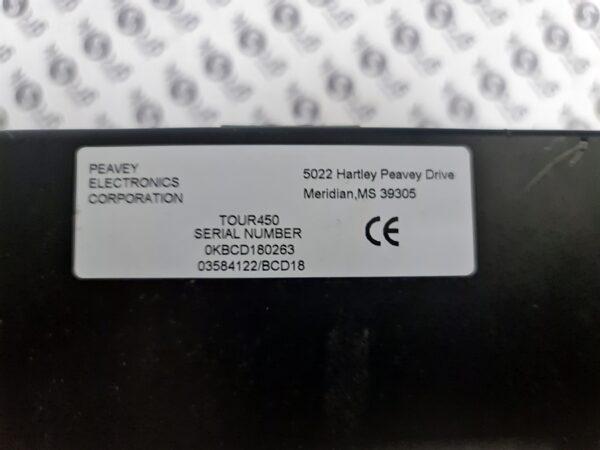 PEAVEY
ELECTRONICS
CORPORATION
5022 Hartley Peavey Drive
Meridian,MS 39305
TOUR450
SERIAL NUMBER
0KBCD180263
03584122/BCD18
CE